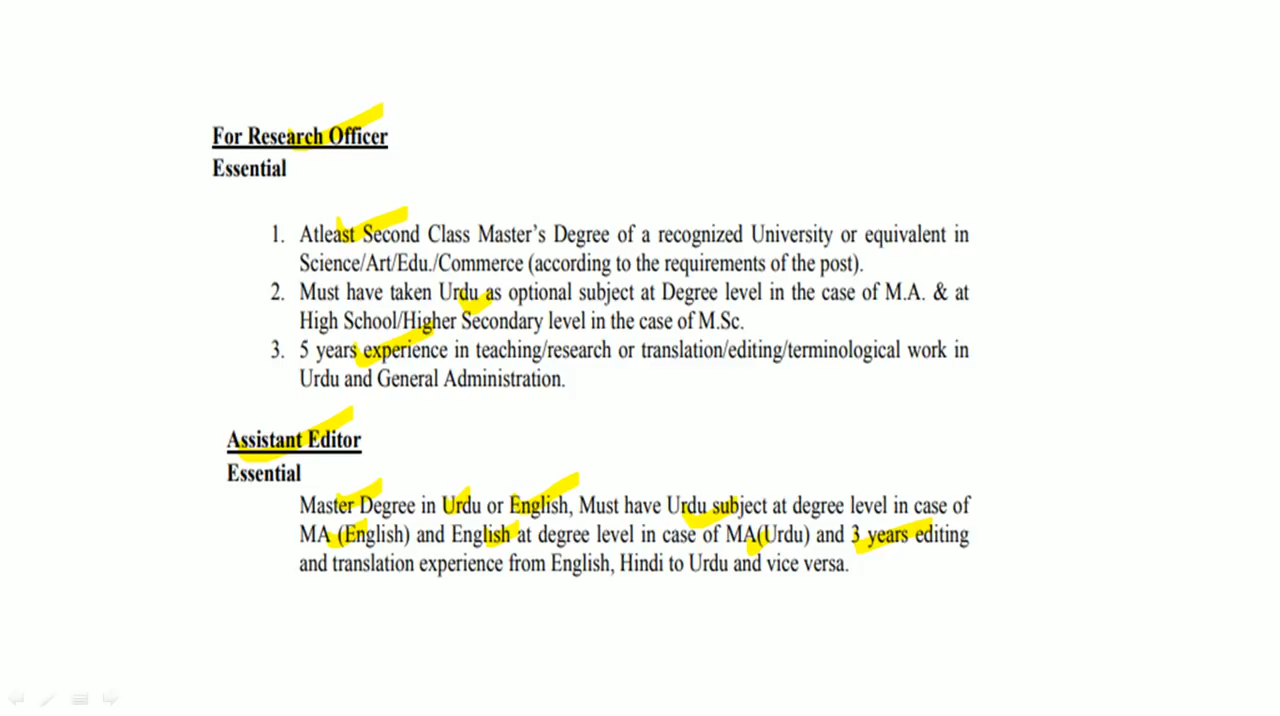 For Research Officer
Essential
1. Atleast Second Class Master's Degree of a recognized University or equivalent in
Science/Art/Edu./Commerce (according to the requirements of the post).
2. Must have taken Urdu as optional subject at Degree level in the case of M.A. & at
High School/Higher Secondary level in the case of M.Sc.
3. 5 years experience in teaching/research or translation/editing/terminological work in
Urdu and General Administration.
Assistant Editor
Essential
Master Degree in Urdu or English, Must have Urdu subject at degree level in case of
MA (English) and English at degree level in case of MA(Urdu) and 3 years editing
and translation experience from English, Hindi to Urdu and vice versa.